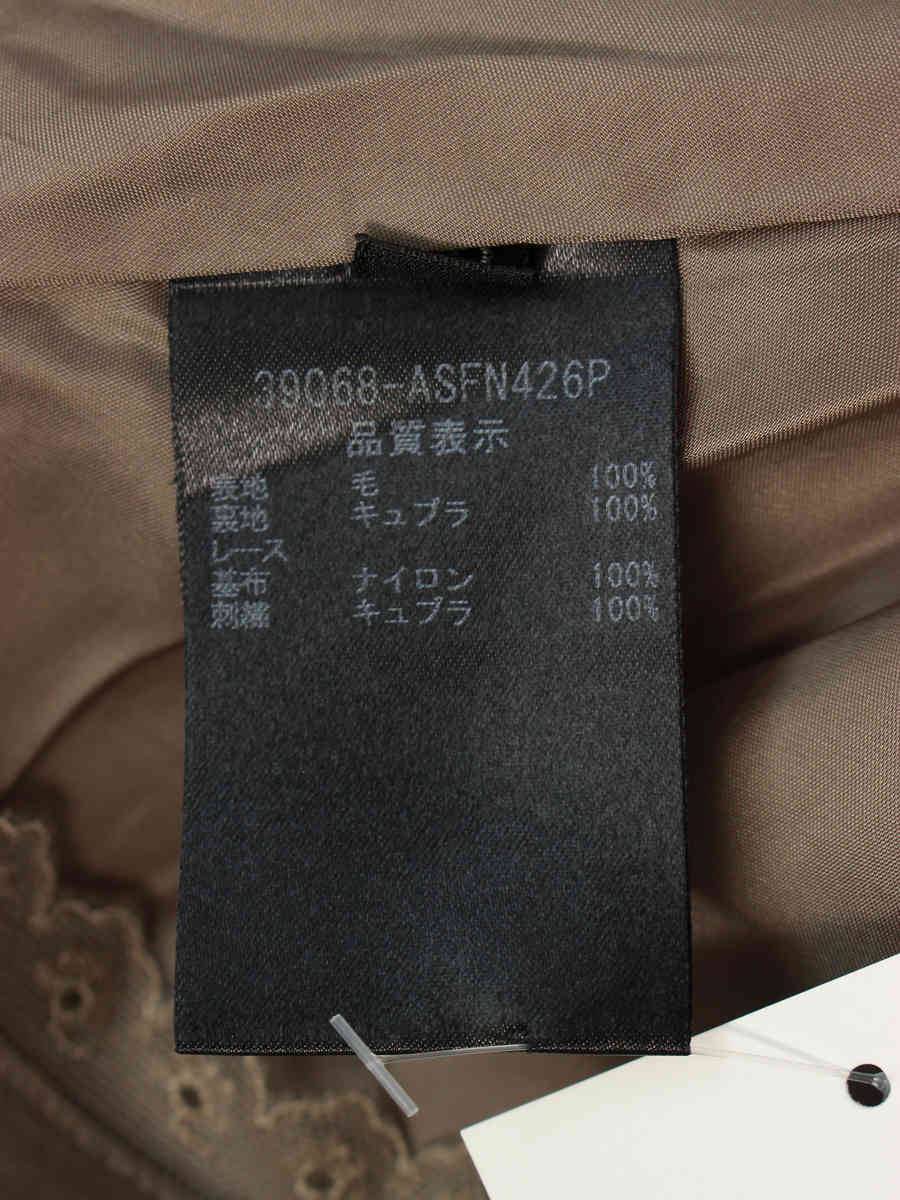 39068-ASFN426P
品質表示
表地 毛 100%
裏地 キュプラ 100%
レース
基布 ナイロン 100%
刺繍 キュプラ 100%